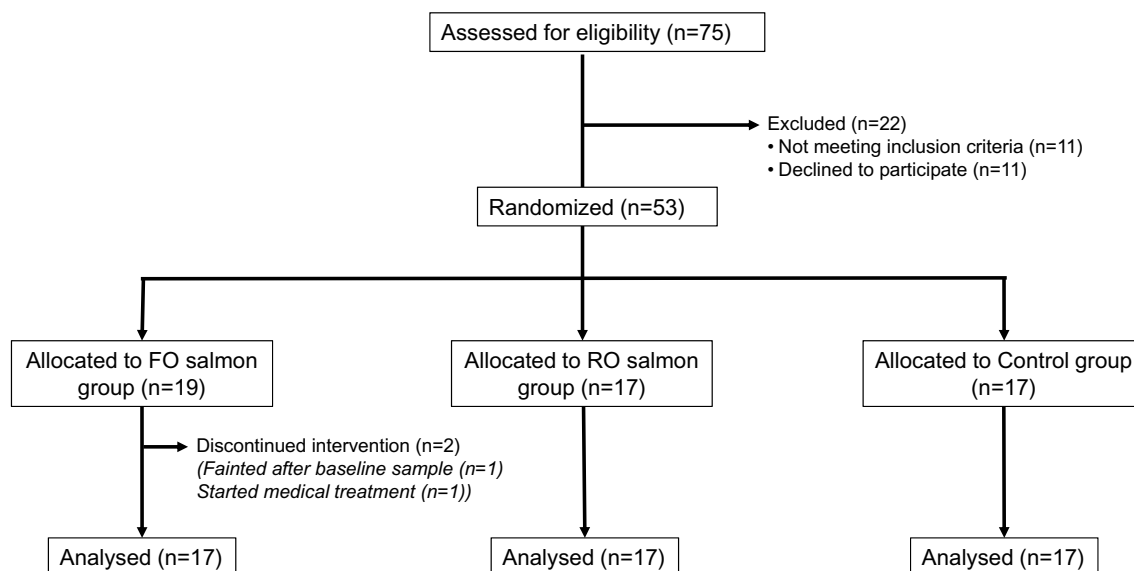 Assessed for eligibility (n=75)
Excluded (n=22)
• Not meeting inclusion criteria (n=11)
• Declined to participate (n=11)
Randomized (n=53)
Allocated to FO salmon
group (n=19)
Allocated to RO salmon
group (n=17)
Allocated to Control group
(n=17)
Discontinued intervention (n=2)
(Fainted after baseline sample (n=1)
Started medical treatment (n=1))
Analysed (n=17)
Analysed (n=17)
Analysed (n=17)